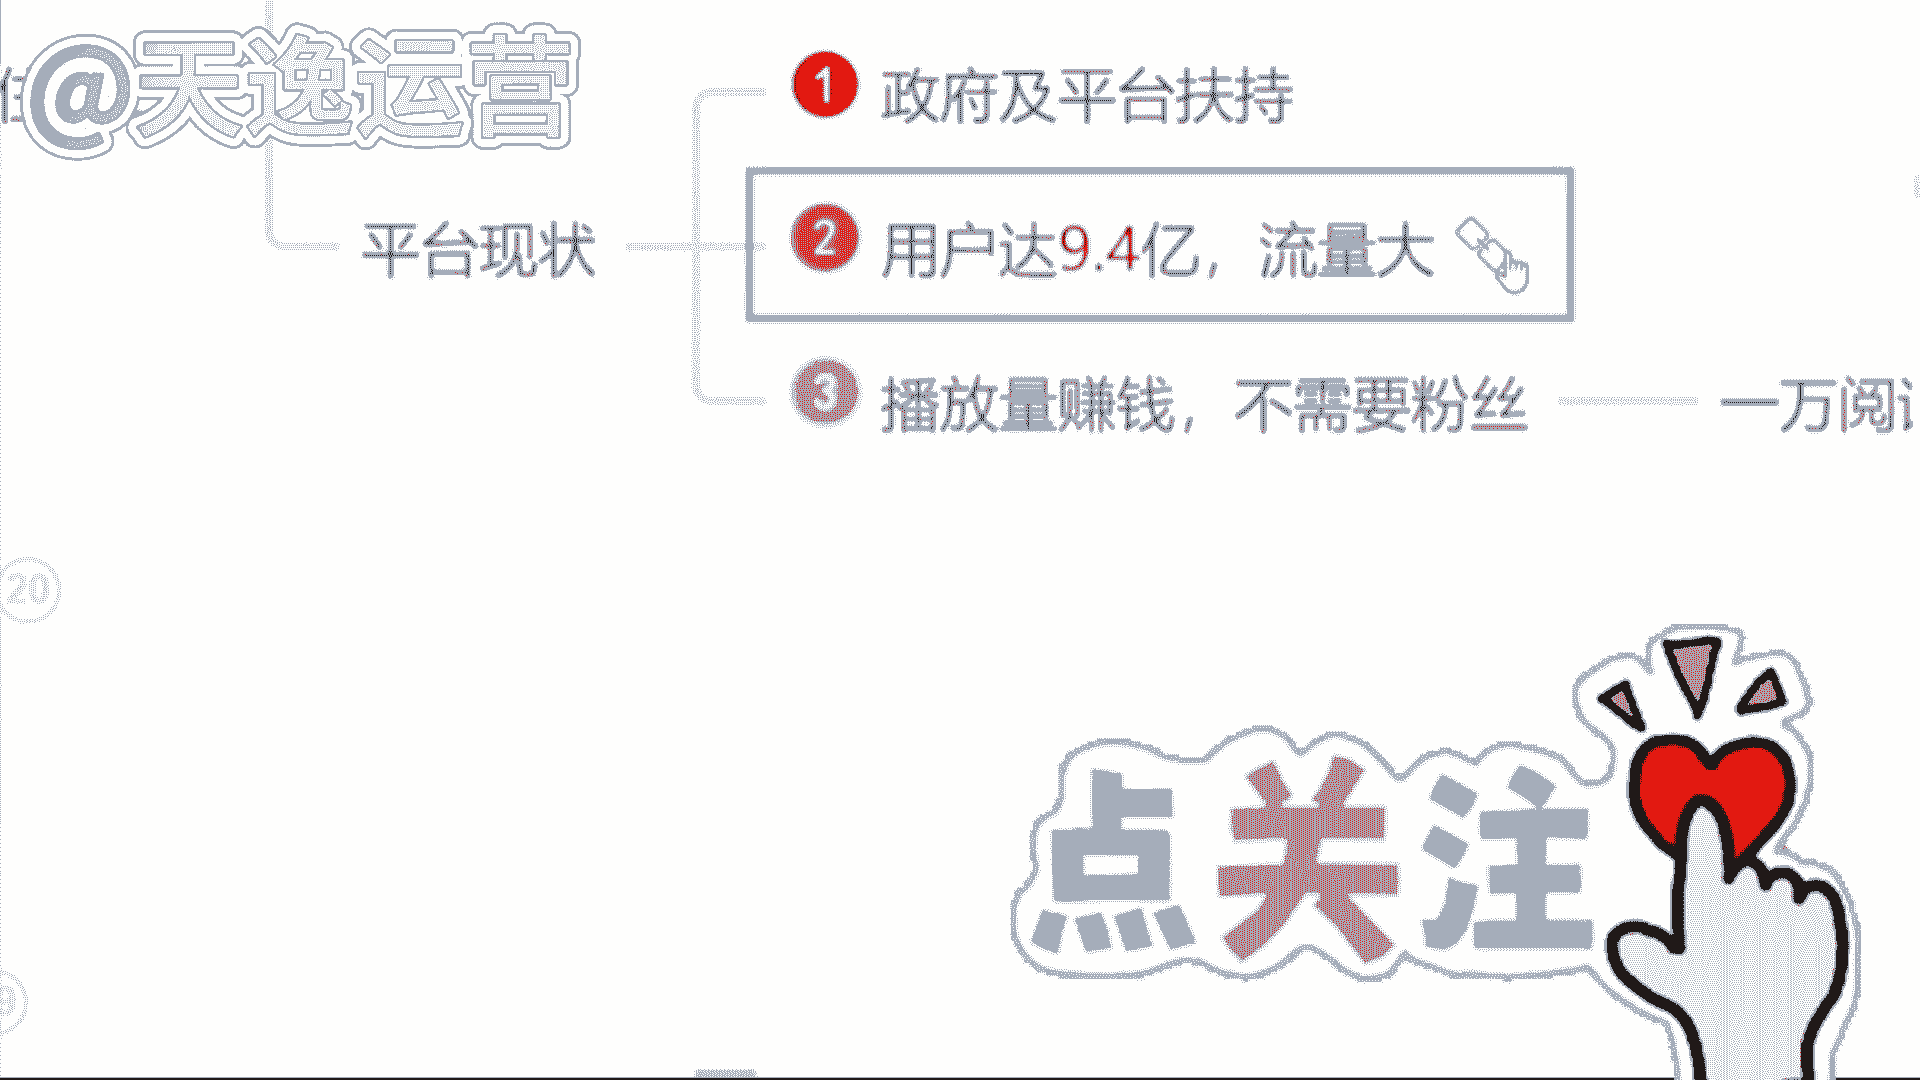 @天逸运营
1 政府及平台扶持
平台现状
2 用户达9.4亿，流量大
3 播放量赚钱，不需要粉丝
一万阅
20
点关注